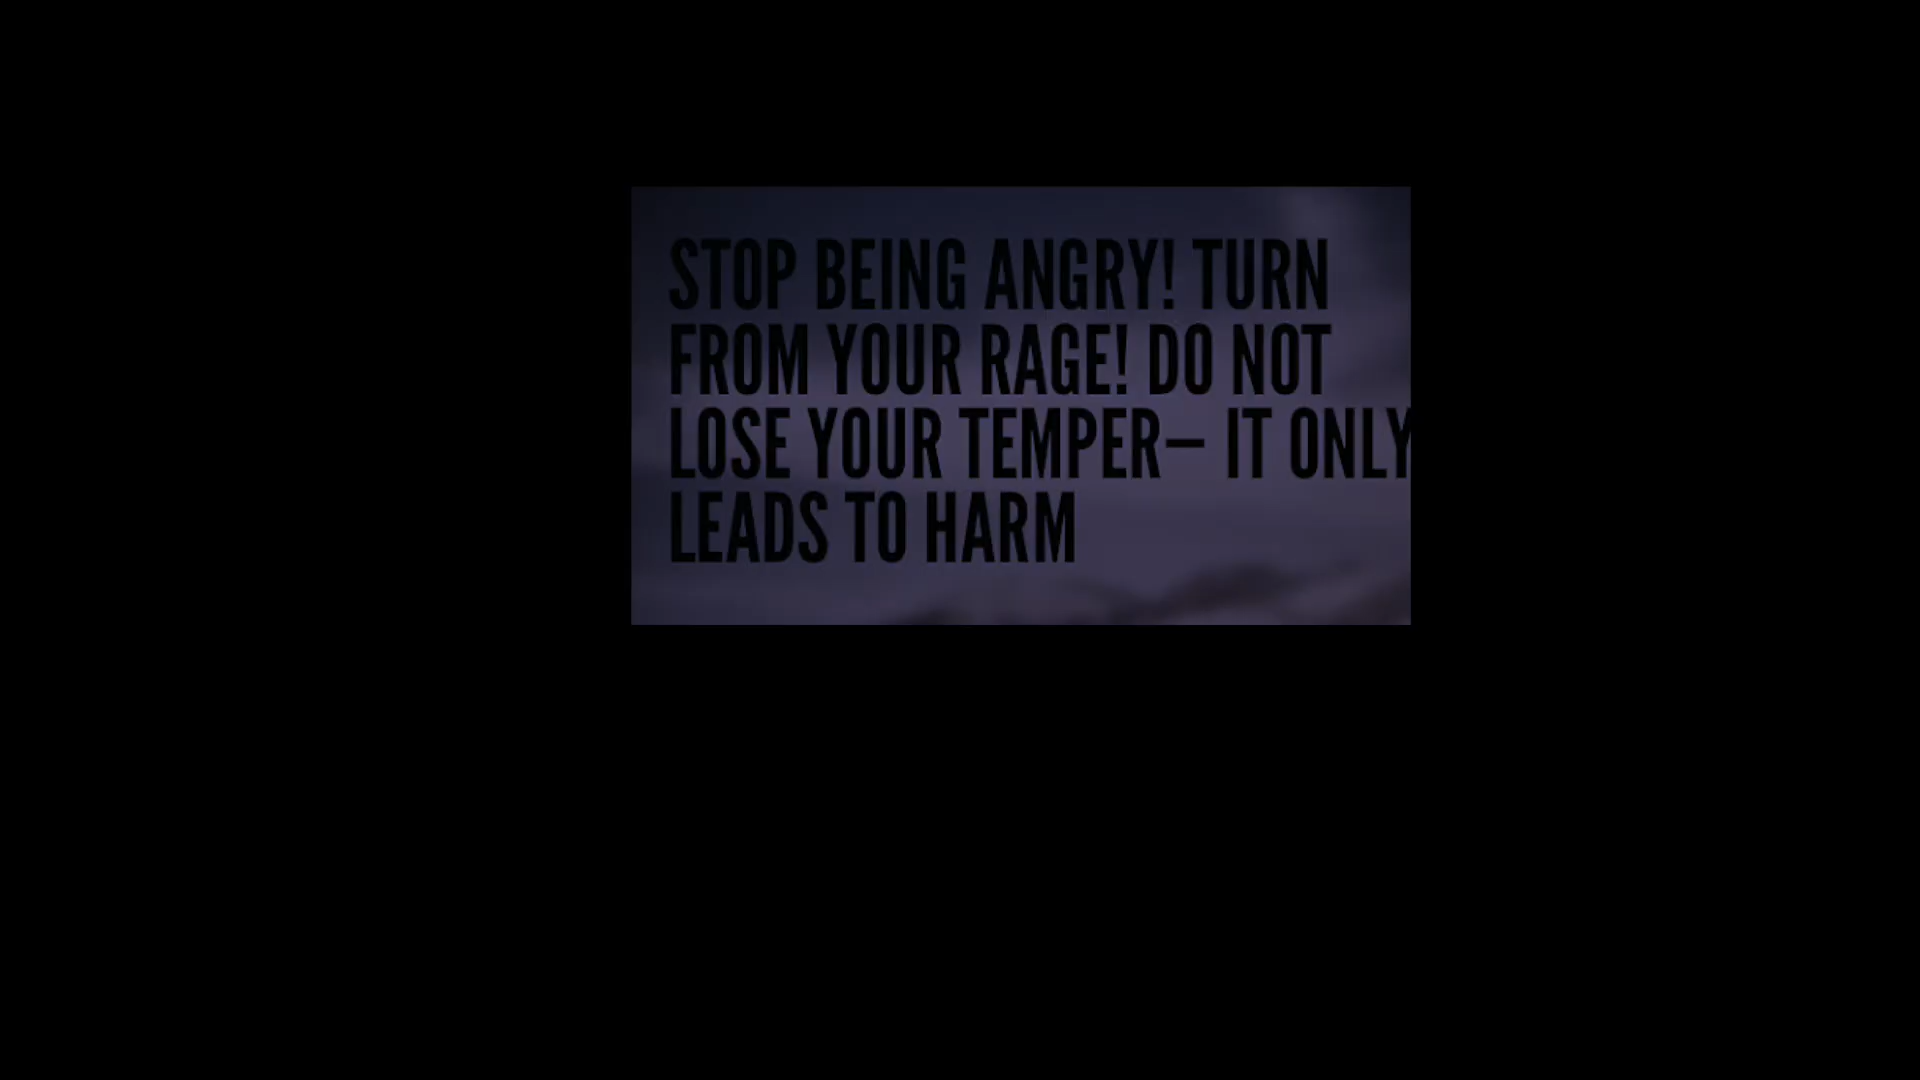 STOP BEING ANGRY! TURN
FROM YOUR RAGE! DO NOT
LOSE YOUR TEMPER— IT ONLY
LEADS TO HARM